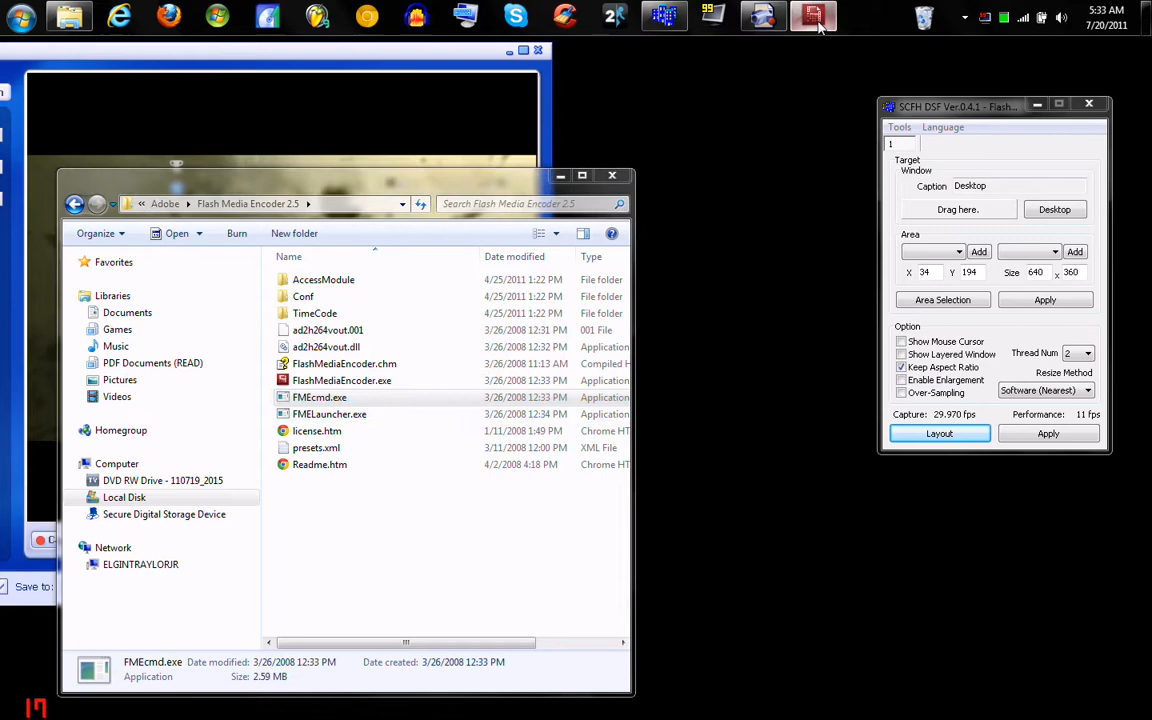 99
5:33 AM
7/20/2011
Adobe
Flash Media Encoder 2.5
Search Flash Media Encoder 2.5
Organize
Open
Burn
New folder
Name
Date modified
Type
Favorites
Libraries
Documents
Games
Music
PDF Documents (READ)
Pictures
Videos
Homegroup
Computer
DVD RW Drive - 110719_2015
Local Disk
Secure Digital Storage Device
Network
ELGINTRAYLORJR
AccessModule 4/25/2011 1:22 PM File folder
Conf 4/25/2011 1:22 PM File folder
TimeCode 4/25/2011 1:22 PM File folder
ad2h264vout.001 3/26/2008 12:31 PM 001 File
ad2h264vout.dll 3/26/2008 12:32 PM Application
FlashMediaEncoder.chm 3/26/2008 11:13 AM Compiled H
FlashMediaEncoder.exe 3/26/2008 12:33 PM Application
FMEcmd.exe 3/26/2008 12:33 PM Application
FMELauncher.exe 3/26/2008 12:34 PM Application
license.htm 1/11/2008 1:49 PM Chrome HT
presets.xml 3/11/2008 12:00 PM XML File
Readme.htm 4/2/2008 4:18 PM Chrome HT
FMEcmd.exe Date modified: 3/26/2008 12:33 PM Date created: 3/26/2008 12:33 PM
Application Size: 2.59 MB
Save to:
17
SCFH DSF Ver.0.4.1 - Flash...
Tools Language
1
Target
Window
Caption Desktop
Drag here. Desktop
Area
Add Add
X 34 Y 194 Size 640 x 360
Area Selection Apply
Option
Show Mouse Cursor
Show Layered Window
Thread Num 2
Keep Aspect Ratio
Resize Method
Enable Enlargement
Software (Nearest)
Over-Sampling
Capture: 29.970 fps Performance: 11 fps
Layout Apply